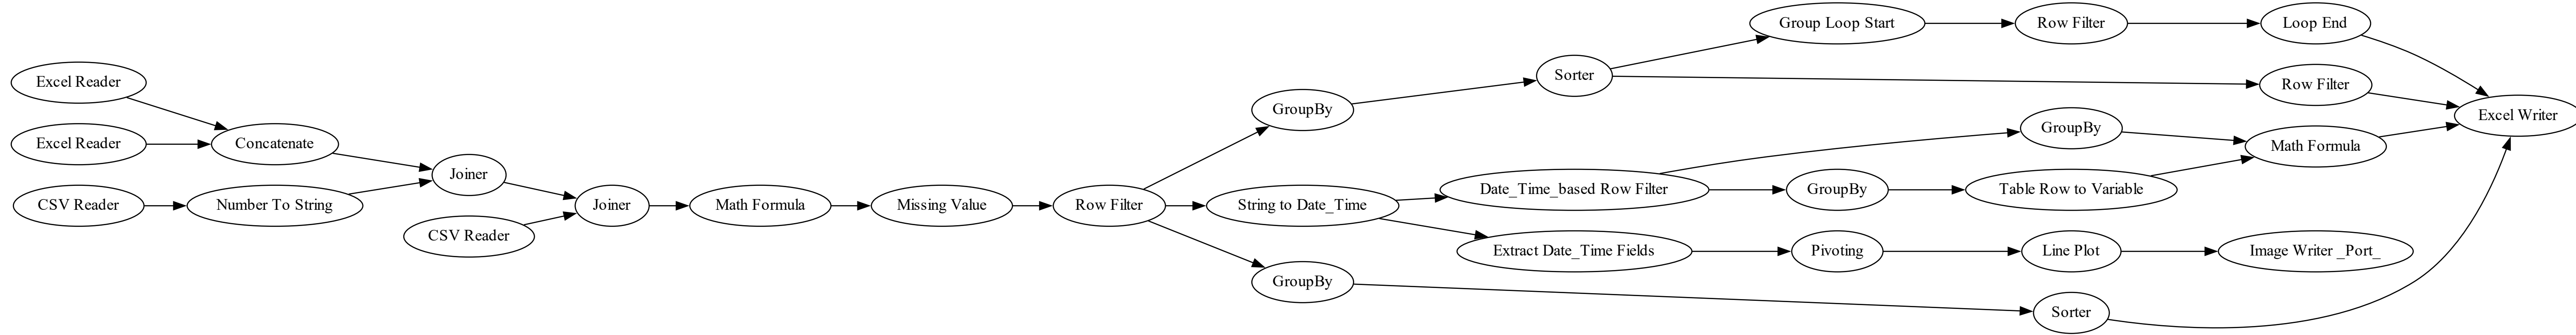 Excel Reader
Excel Reader
CSV Reader
Concatenate
Number To String
Joiner
CSV Reader
Joiner
Math Formula
Missing Value
Row Filter
GroupBy
String to Date_Time
GroupBy
Sorter
Date_Time_based Row Filter
Extract Date_Time Fields
Group Loop Start
GroupBy
Pivoting
Row Filter
GroupBy
Table Row to Variable
Line Plot
Sorter
Loop End
Row Filter
Math Formula
Image Writer _Port_
Excel Writer